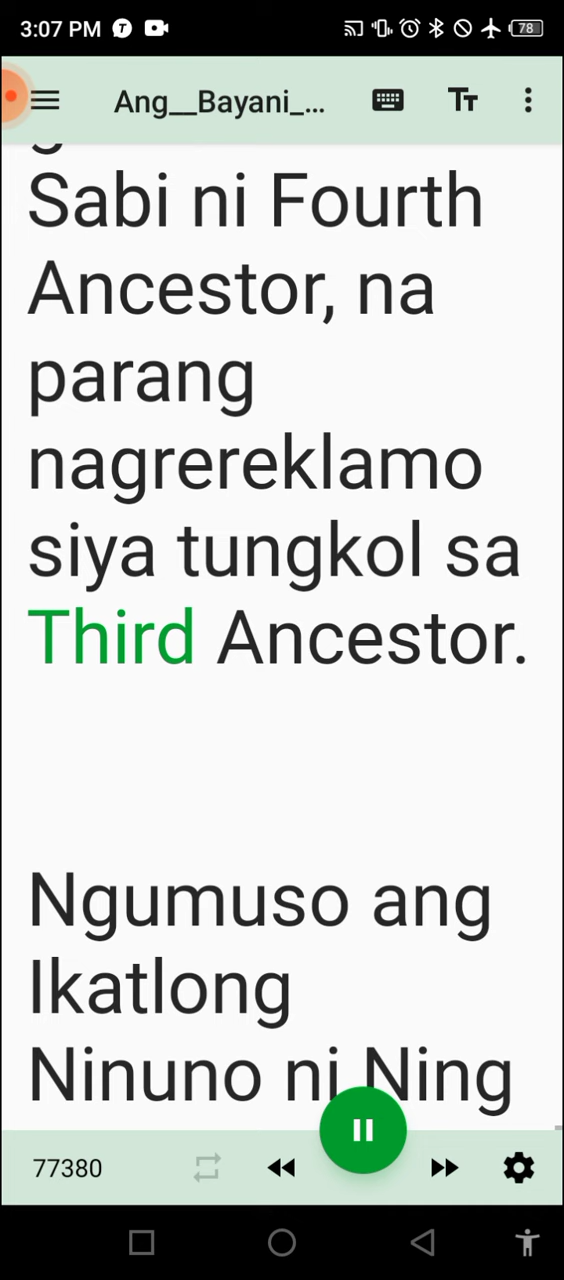 3:07 PM
78
Ang__Bayani_...
Sabi ni Fourth
Ancestor, na
parang
nagrereklamo
siya tungkol sa
Third Ancestor.
Ngumuso ang
Ikatlong
Ninuno ni Ning
77380